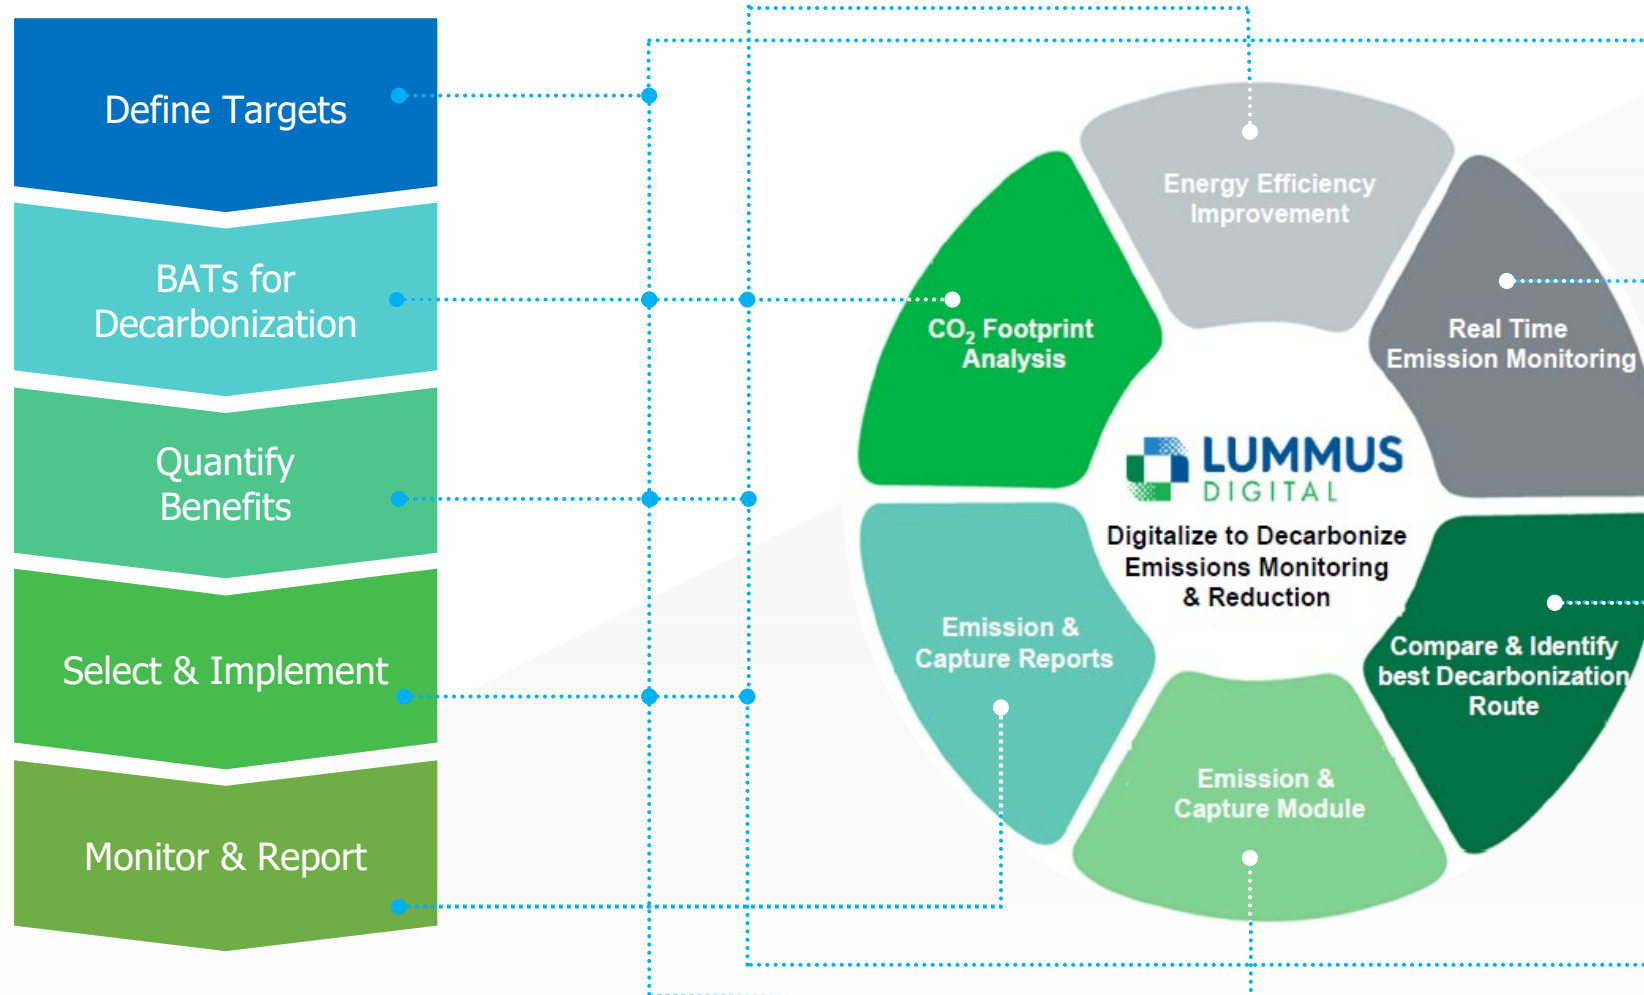 Define Targets
BATs for
Decarbonization
Quantify
Benefits
Select & Implement
Monitor & Report
Energy Efficiency
Improvement
CO₂ Footprint
Analysis
Real Time
Emission Monitoring
LUMMUS
DIGITAL
Digitalize to Decarbonize
Emissions Monitoring
& Reduction
Emission &
Capture Reports
Compare & Identify
best Decarbonization
Route
Emission &
Capture Module